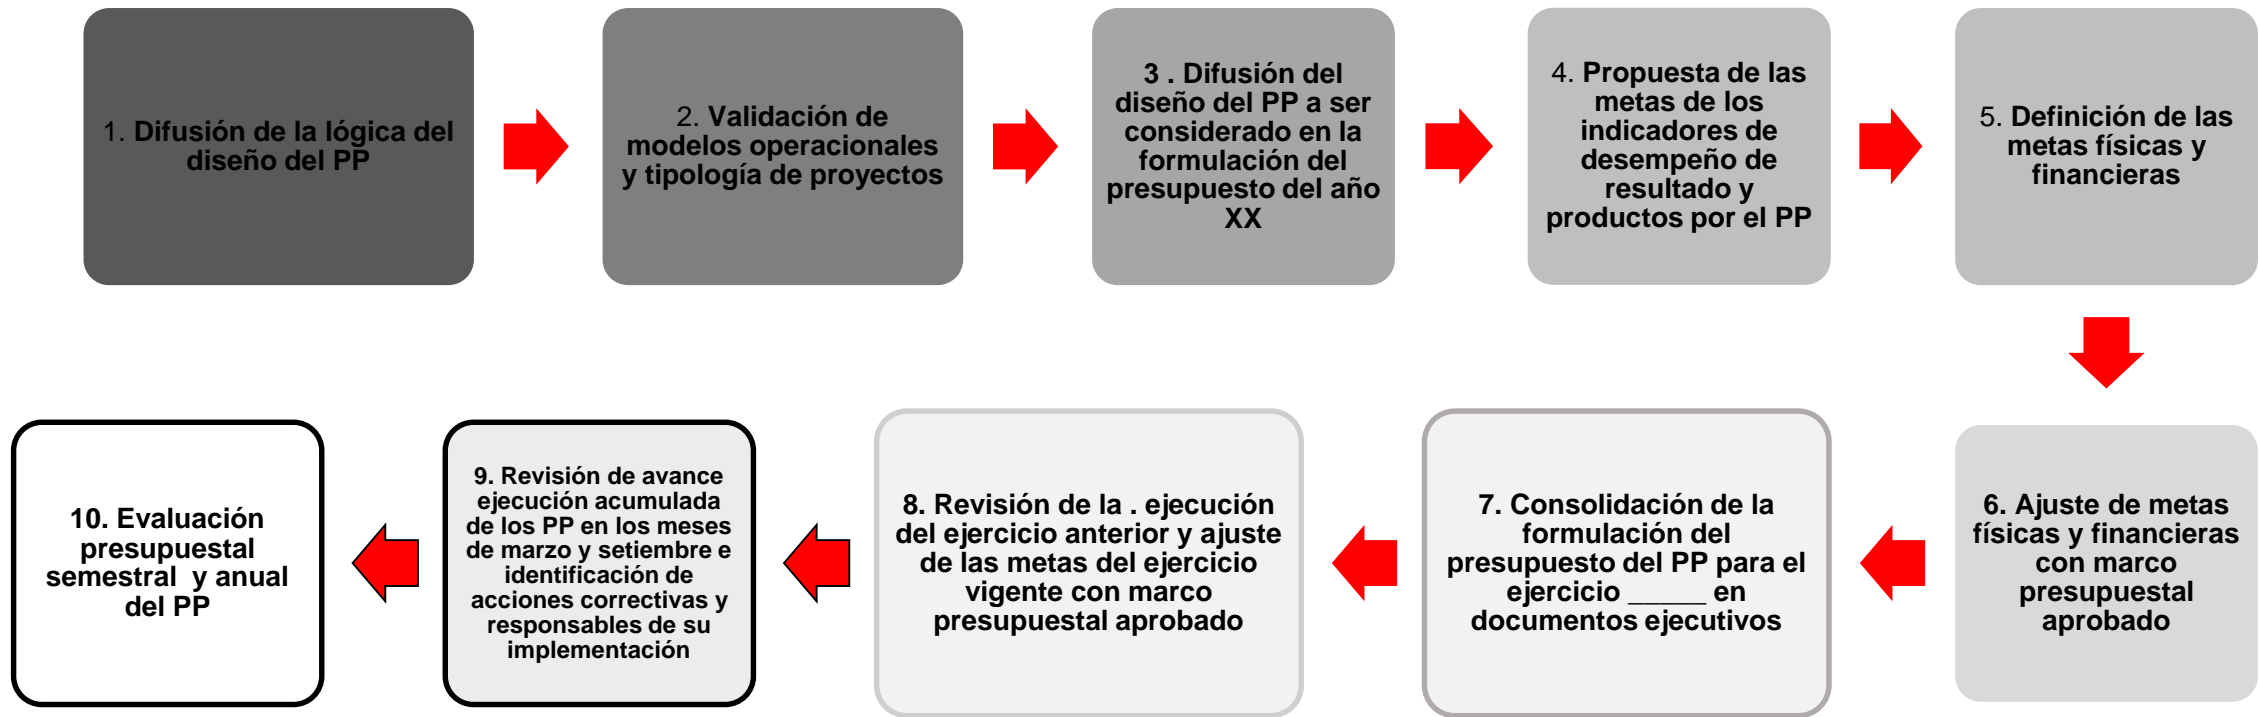 1. Difusión de la lógica del
diseño del PP
2. Validación de
modelos operacionales
y tipología de proyectos
3 . Difusión del
diseño del PP a ser
considerado en la
formulación del
presupuesto del año
XX
4. Propuesta de las
metas de los
indicadores de
desempeño de
resultado y
productos por el PP
5. Definición de las
metas físicas y
financieras
6. Ajuste de metas
físicas y financieras
con marco
presupuestal
aprobado
7. Consolidación de la
formulación del
presupuesto del PP para el
ejercicio _____ en
documentos ejecutivos
8. Revisión de la . ejecución
del ejercicio anterior y ajuste
de las metas del ejercicio
vigente con marco
presupuestal aprobado
9. Revisión de avance
ejecución acumulada
de los PP en los meses
de marzo y setiembre e
identificación de
acciones correctivas y
responsables de su
implementación
10. Evaluación
presupuestal
semestral  y anual
del PP